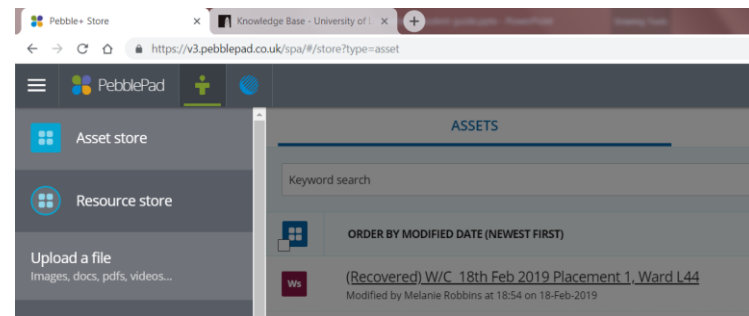 Pebble+ Store
Knowledge Base - University of
https://v3.pebblepad.co.uk/spa/#/store?type=asset
PebblePad
Asset store
ASSETS
Keyword search
Resource store
ORDER BY MODIFIED DATE (NEWEST FIRST)
Upload a file
Images, docs, pdfs, videos...
Ws
(Recovered) W/C 18th Feb 2019 Placement 1, Ward L44
Modified by Melanie Robbins at 18:54 on 18-Feb-2019